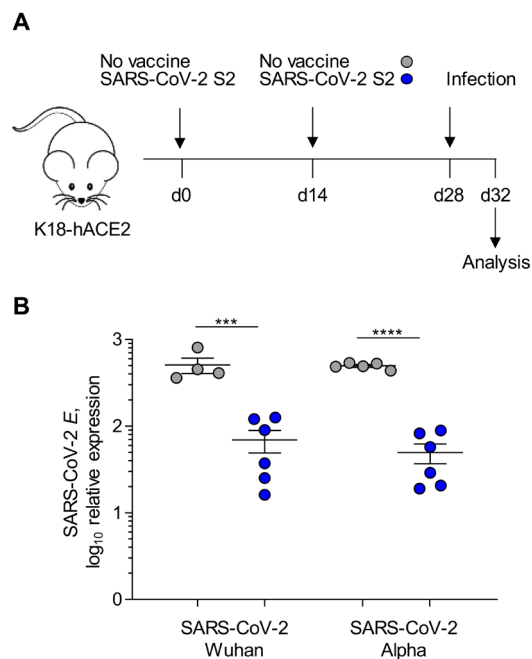 A
No vaccine
SARS-CoV-2 S2
No vaccine
SARS-CoV-2 S2
Infection
d0
d14
d28
d32
K18-hACE2
Analysis
B
***
****
3
2
1
0
SARS-CoV-2 E,
log10 relative expression
SARS-CoV-2
Wuhan
SARS-CoV-2
Alpha